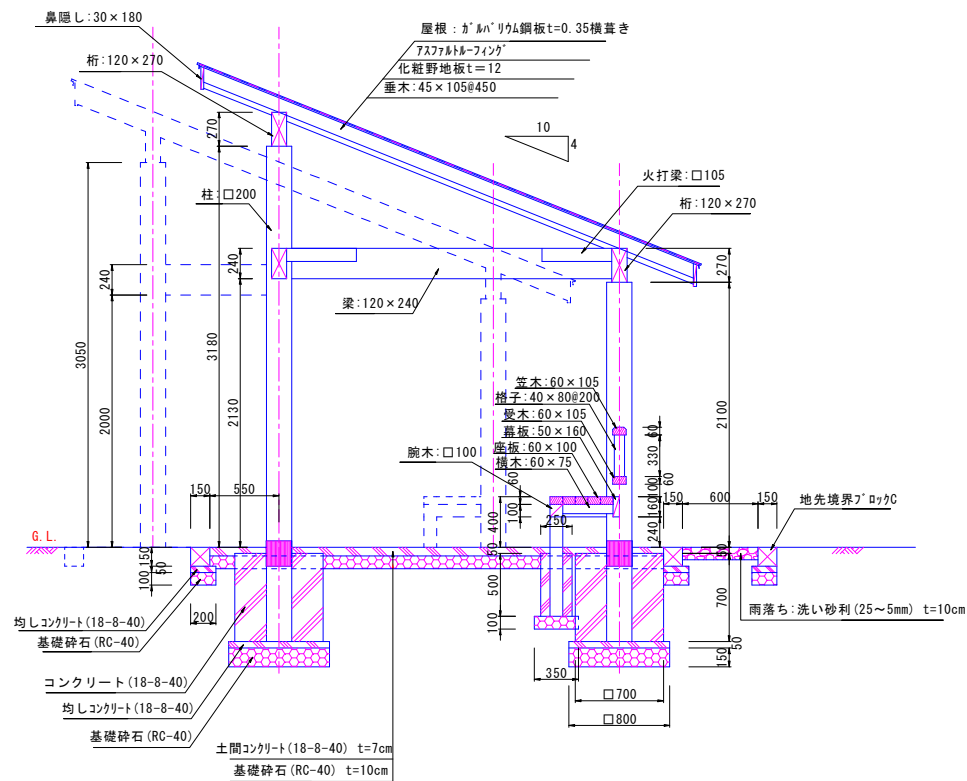 鼻隠し:30×180
屋根：ｶﾞﾙﾊﾞﾘｳﾑ鋼板t=0.35横葺き
ｱｽﾌｧﾙﾄﾙｰﾌｨﾝｸﾞ
化粧野地板t＝12
垂木:45×105@450
桁:120×270
10
4
270
火打梁:□105
桁:120×270
柱:□200
240
240
270
梁:120×240
3050
2000
3180
2130
2100
笠木:60×105
格子:40×80@200
受木:60×105
幕板:50×160
座板:60×100
横木:60×75
腕木:□100
60
330
60
100
160
240
60
100
400
250
150
550
150
600
150
地先境界ﾌﾞﾛｯｸC
G.L.
150
50
100
200
60
500
100
50
700
50
150
雨落ち:洗い砂利(25～5mm) t=10cm
均しｺﾝｸﾘｰﾄ(18-8-40)
基礎砕石(RC-40)
350
□700
□800
コンクリート(18-8-40)
均しｺﾝｸﾘｰﾄ(18-8-40)
基礎砕石(RC-40)
土間ｺﾝｸﾘｰﾄ(18-8-40) t=7cm
基礎砕石(RC-40) t=10cm